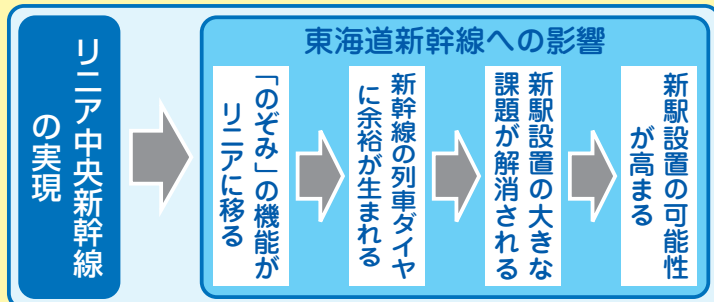 リニア中央新幹線
の実現
東海道新幹線への影響
「のぞみ」の機能が
リニアに移る
新幹線の列車ダイヤ
に余裕が生まれる
新駅設置の大きな
課題が解消される
新駅設置の可能性
が高まる